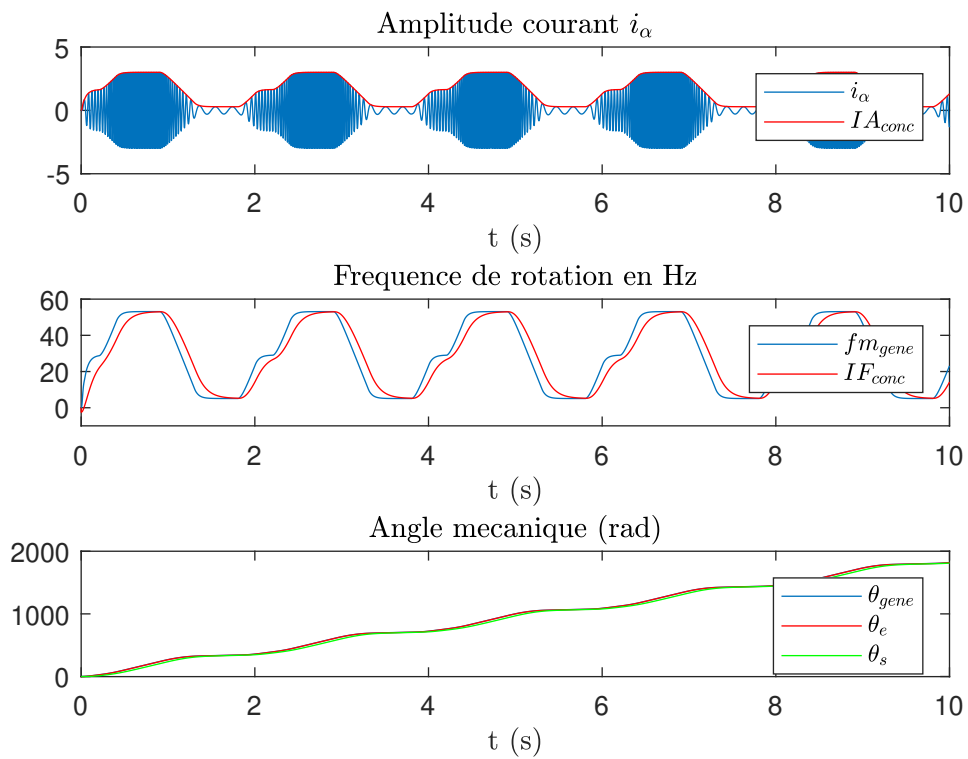 Amplitude courant iα
5
0
-5
iα
IAconc
0 2 4 6 8 10
t (s)
Frequence de rotation en Hz
60
40
20
0
fmgene
IFconc
0 2 4 6 8 10
t (s)
Angle mecanique (rad)
2000
1000
0
θgene
θe
θs
0 2 4 6 8 10
t (s)